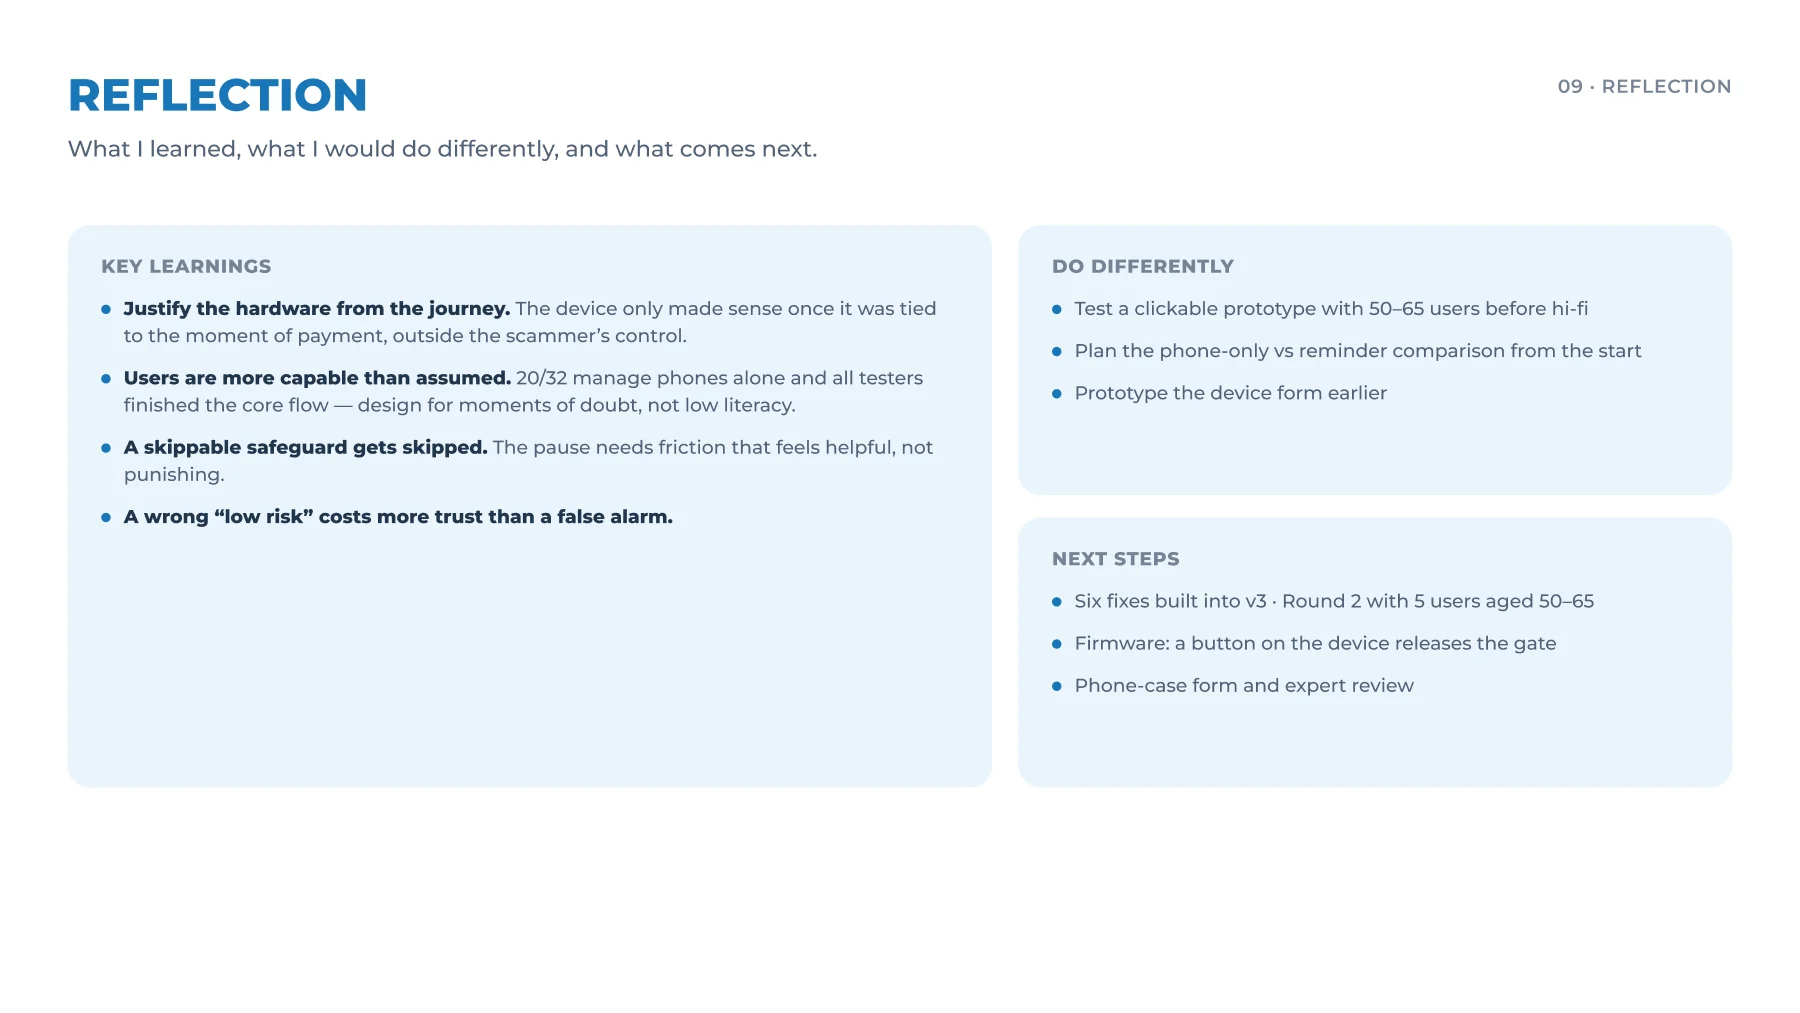 REFLECTION
09 · REFLECTION
What I learned, what I would do differently, and what comes next.
KEY LEARNINGS
Justify the hardware from the journey. The device only made sense once it was tied
to the moment of payment, outside the scammer’s control.
Users are more capable than assumed. 20/32 manage phones alone and all testers
finished the core flow — design for moments of doubt, not low literacy.
A skippable safeguard gets skipped. The pause needs friction that feels helpful, not
punishing.
A wrong “low risk” costs more trust than a false alarm.
DO DIFFERENTLY
Test a clickable prototype with 50–65 users before hi-fi
Plan the phone-only vs reminder comparison from the start
Prototype the device form earlier
NEXT STEPS
Six fixes built into v3 · Round 2 with 5 users aged 50–65
Firmware: a button on the device releases the gate
Phone-case form and expert review